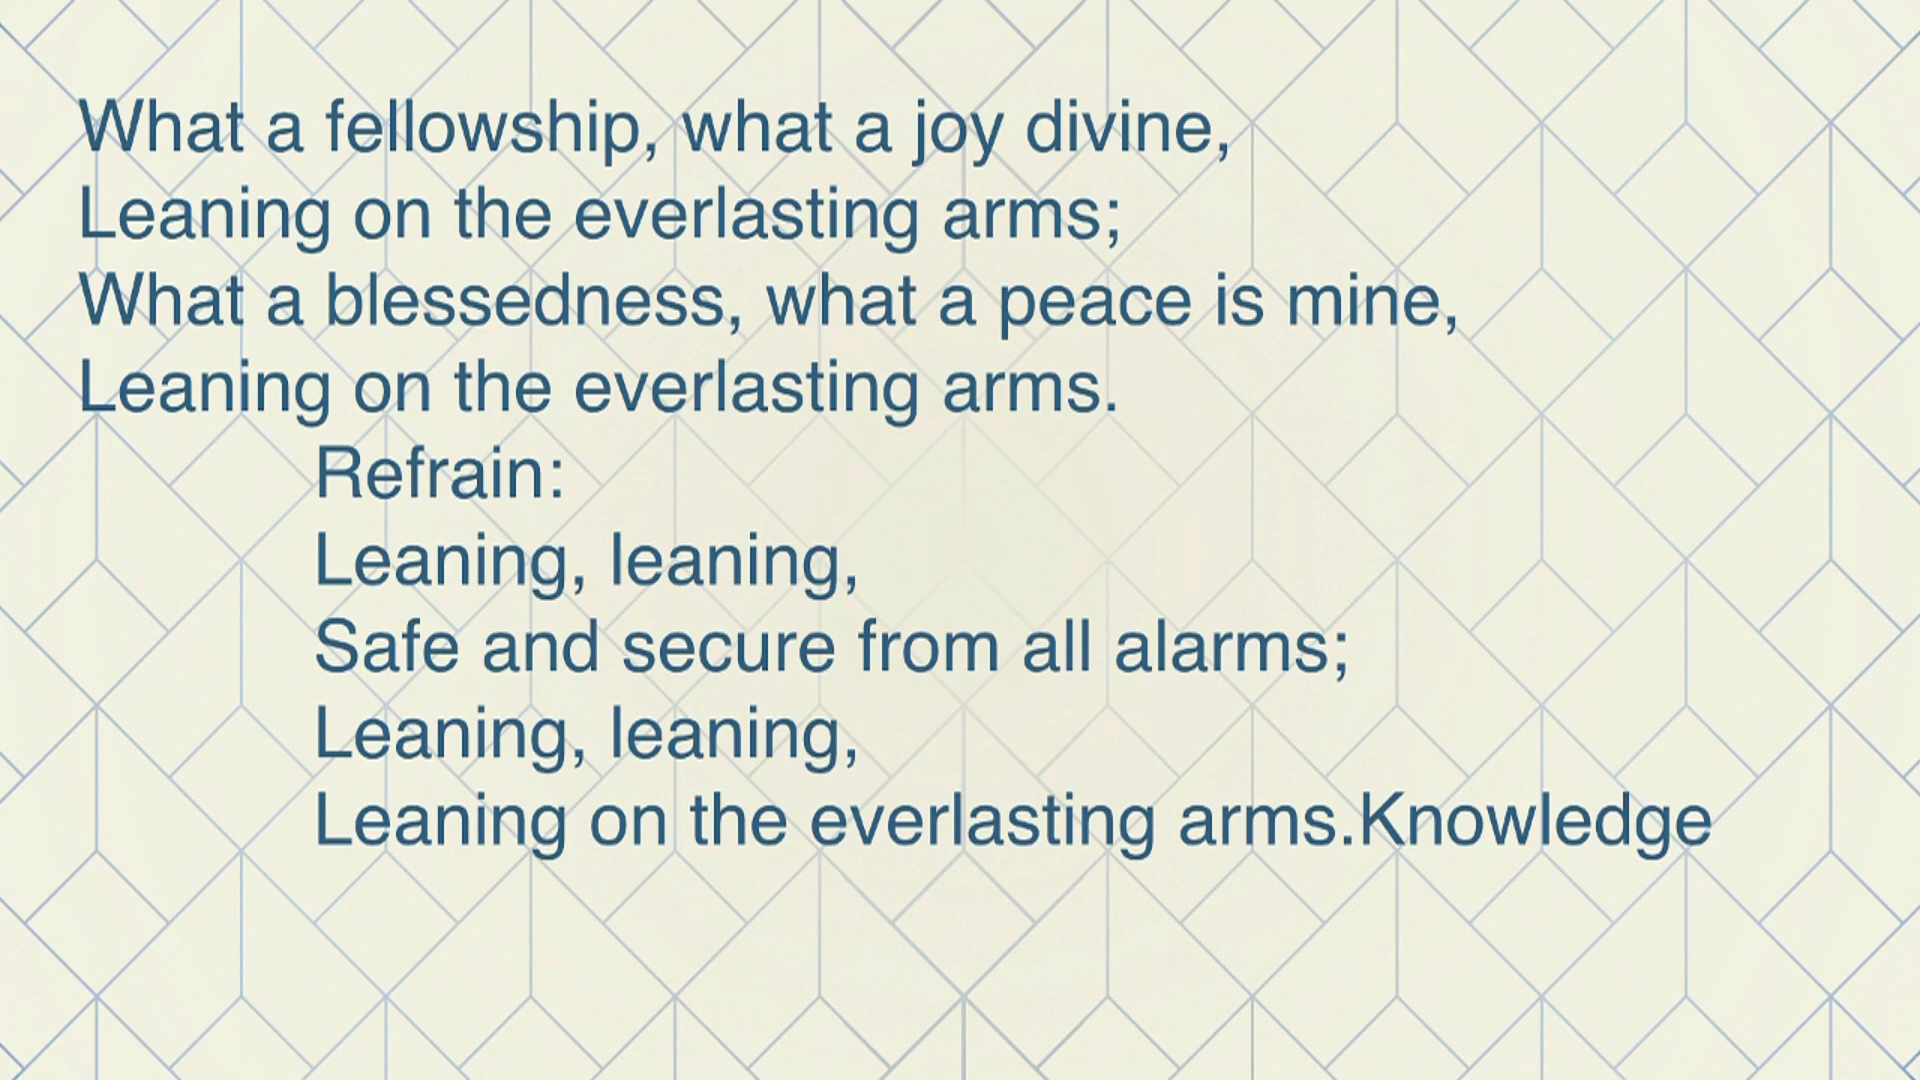 What a fellowship, what a joy divine,
Leaning on the everlasting arms;
What a blessedness, what a peace is mine,
Leaning on the everlasting arms.
Refrain:
Leaning, leaning,
Safe and secure from all alarms;
Leaning, leaning,
Leaning on the everlasting arms.Knowledge